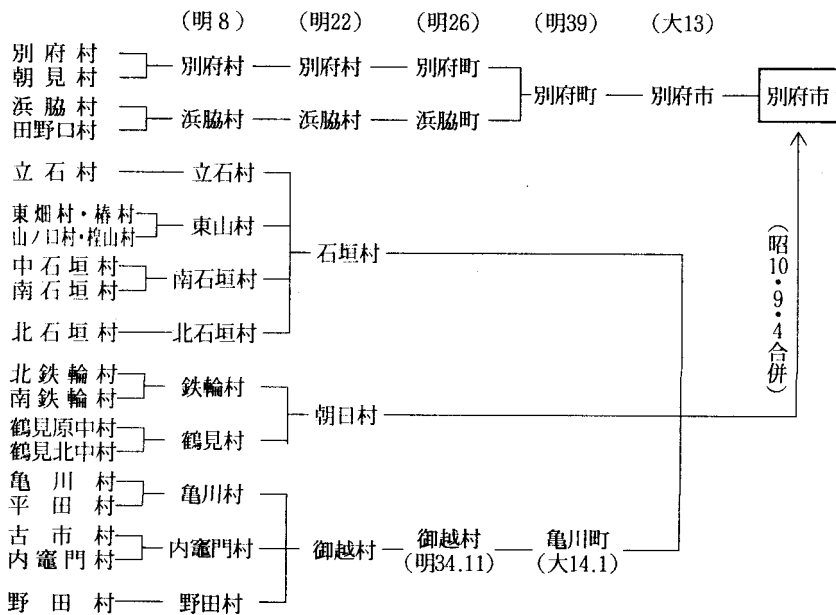 (明8) (明22) (明26) (明39) (大13)
別府村
朝見村
別府村 別府村 別府町
浜脇村
田野口村
浜脇村 浜脇村 浜脇町
別府町 別府市 別府市
立石村 立石村
東畑村・椿村
山ノ口村・樫山村
東山村
中石垣村
南石垣村
南石垣村
北石垣村 北石垣村
石垣村
北鉄輪村
南鉄輪村
鉄輪村
鶴見原中村
鶴見北中村
鶴見村
朝日村
亀川村
平田村
亀川村
古市村
内竈門村
内竈門村
野田村 野田村
御越村 御越村
(明34.11)
亀川町
(大14.1)
(昭10・9・4合併)